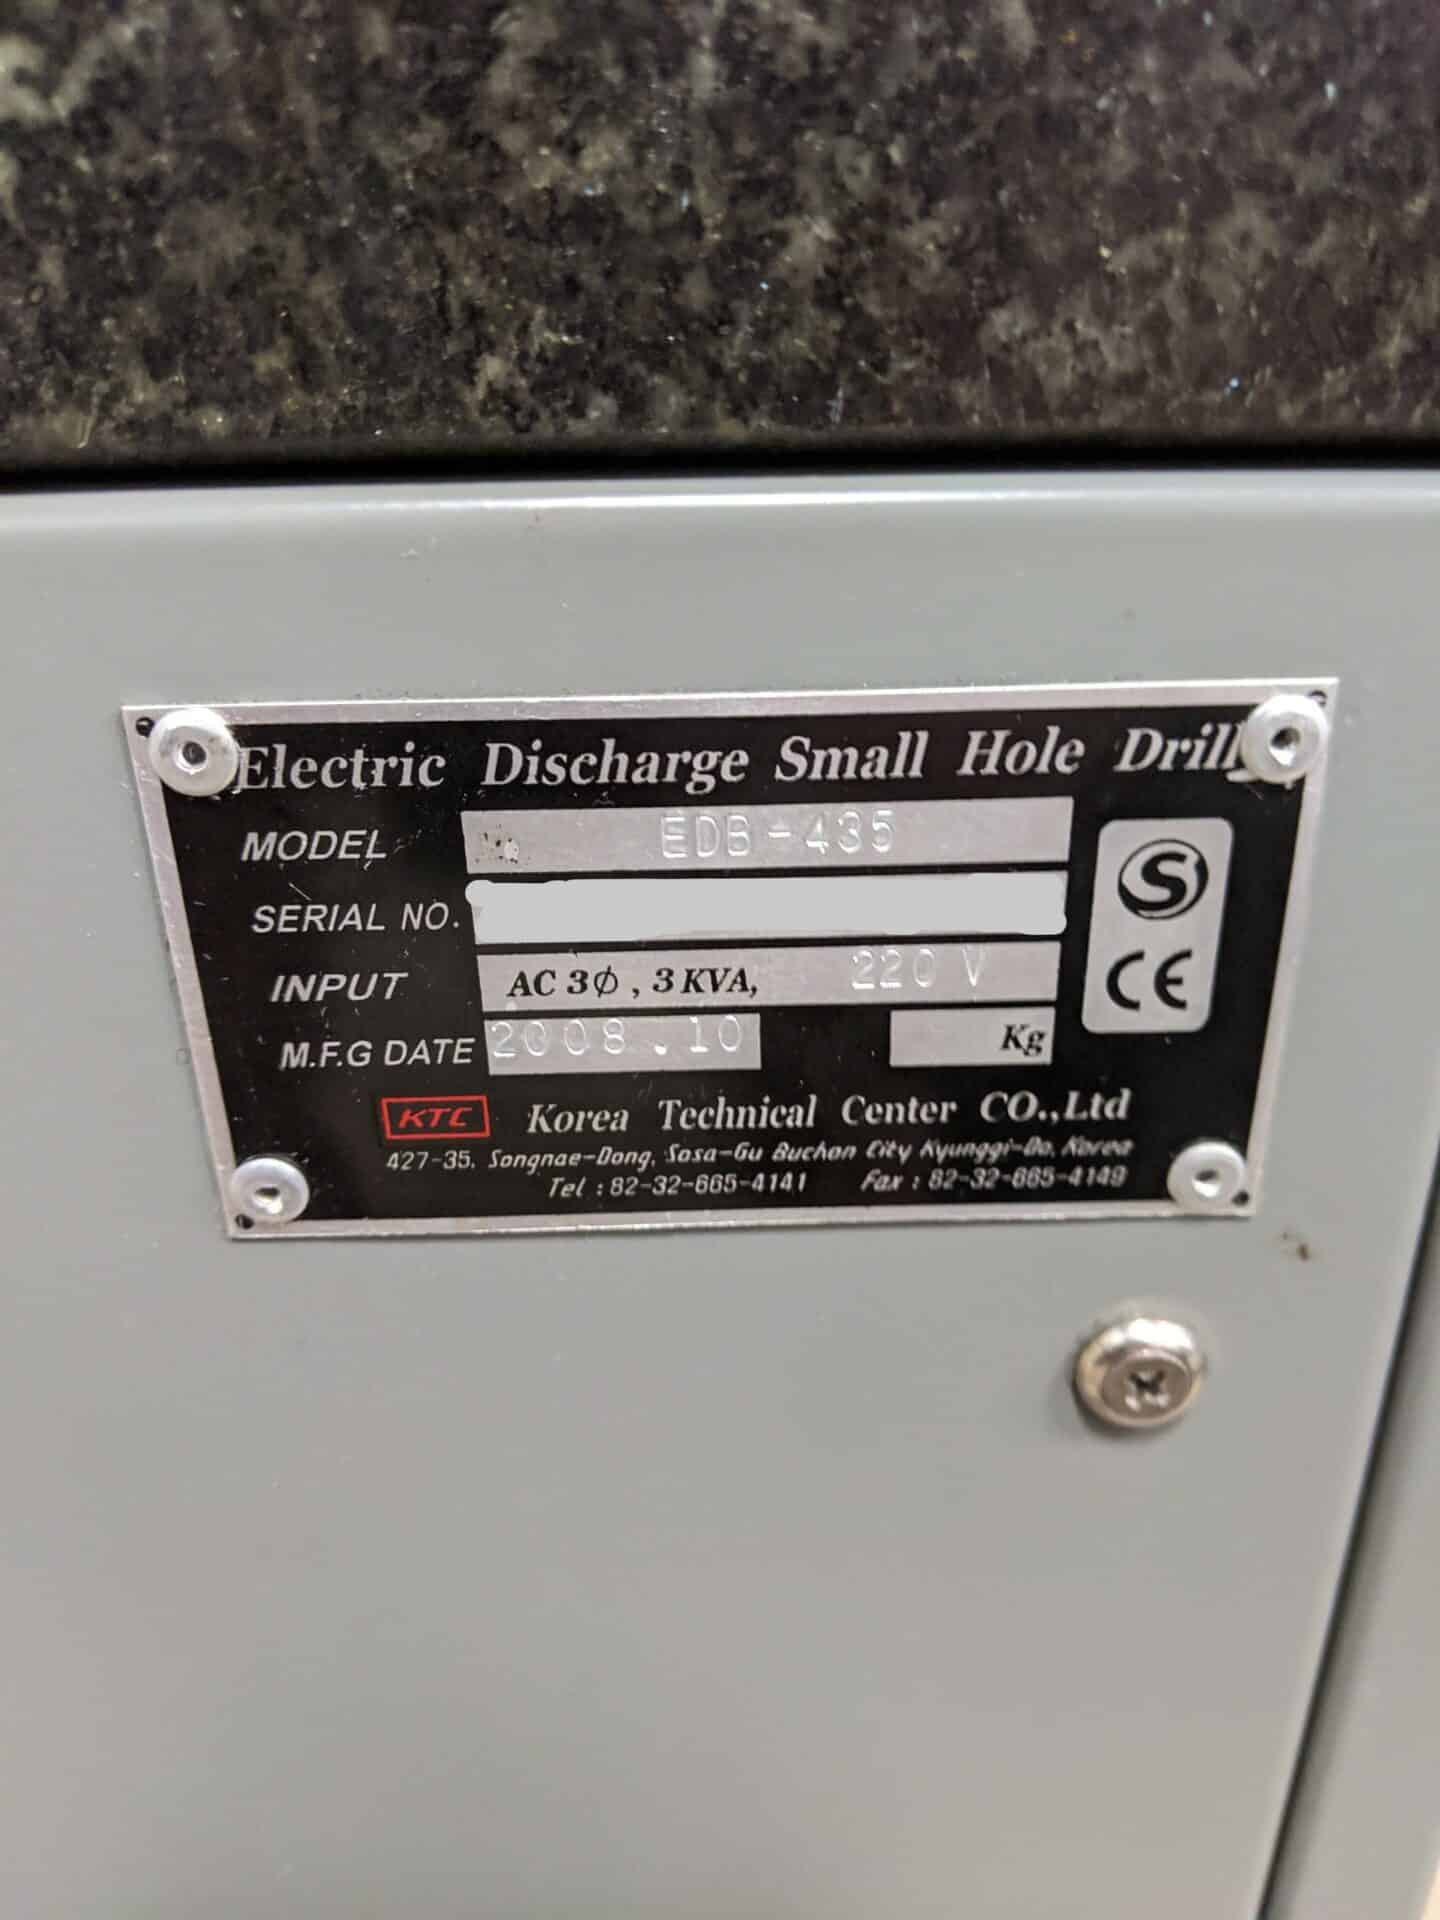 Electric Discharge Small Hole Drill
MODEL EDB-435
SERIAL NO.
INPUT AC 3∅, 3 KVA, 220 V
M.F.G DATE 2008.10 Kg
S
CE
KTC Korea Technical Center CO.,Ltd
427-35, Songnae-Dong, Sosa-Gu Buchon City Kyunggi-Do, Korea
Tel : 82-32-665-4141 Fax : 82-32-665-4149